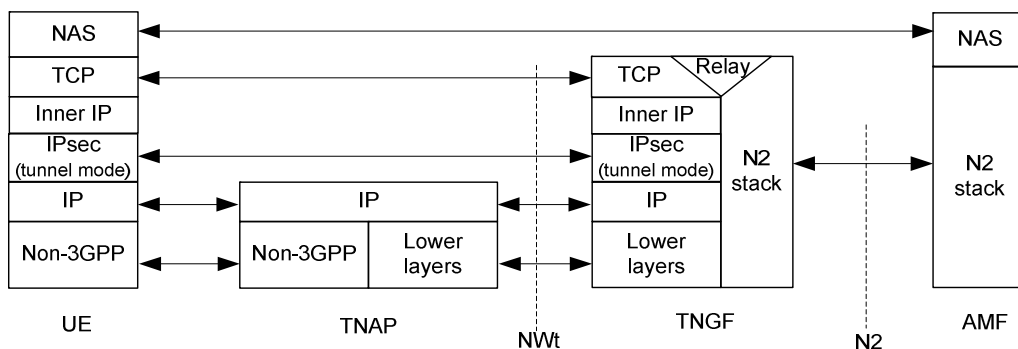 NAS
TCP
Inner IP
IPsec
(tunnel mode)
IP
Non-3GPP
UE
IP
Non-3GPP
Lower
layers
TNAP
NWt
TCP
Relay
Inner IP
IPsec
(tunnel mode)
IP
Lower
layers
N2
stack
TNGF
N2
NAS
N2
stack
AMF